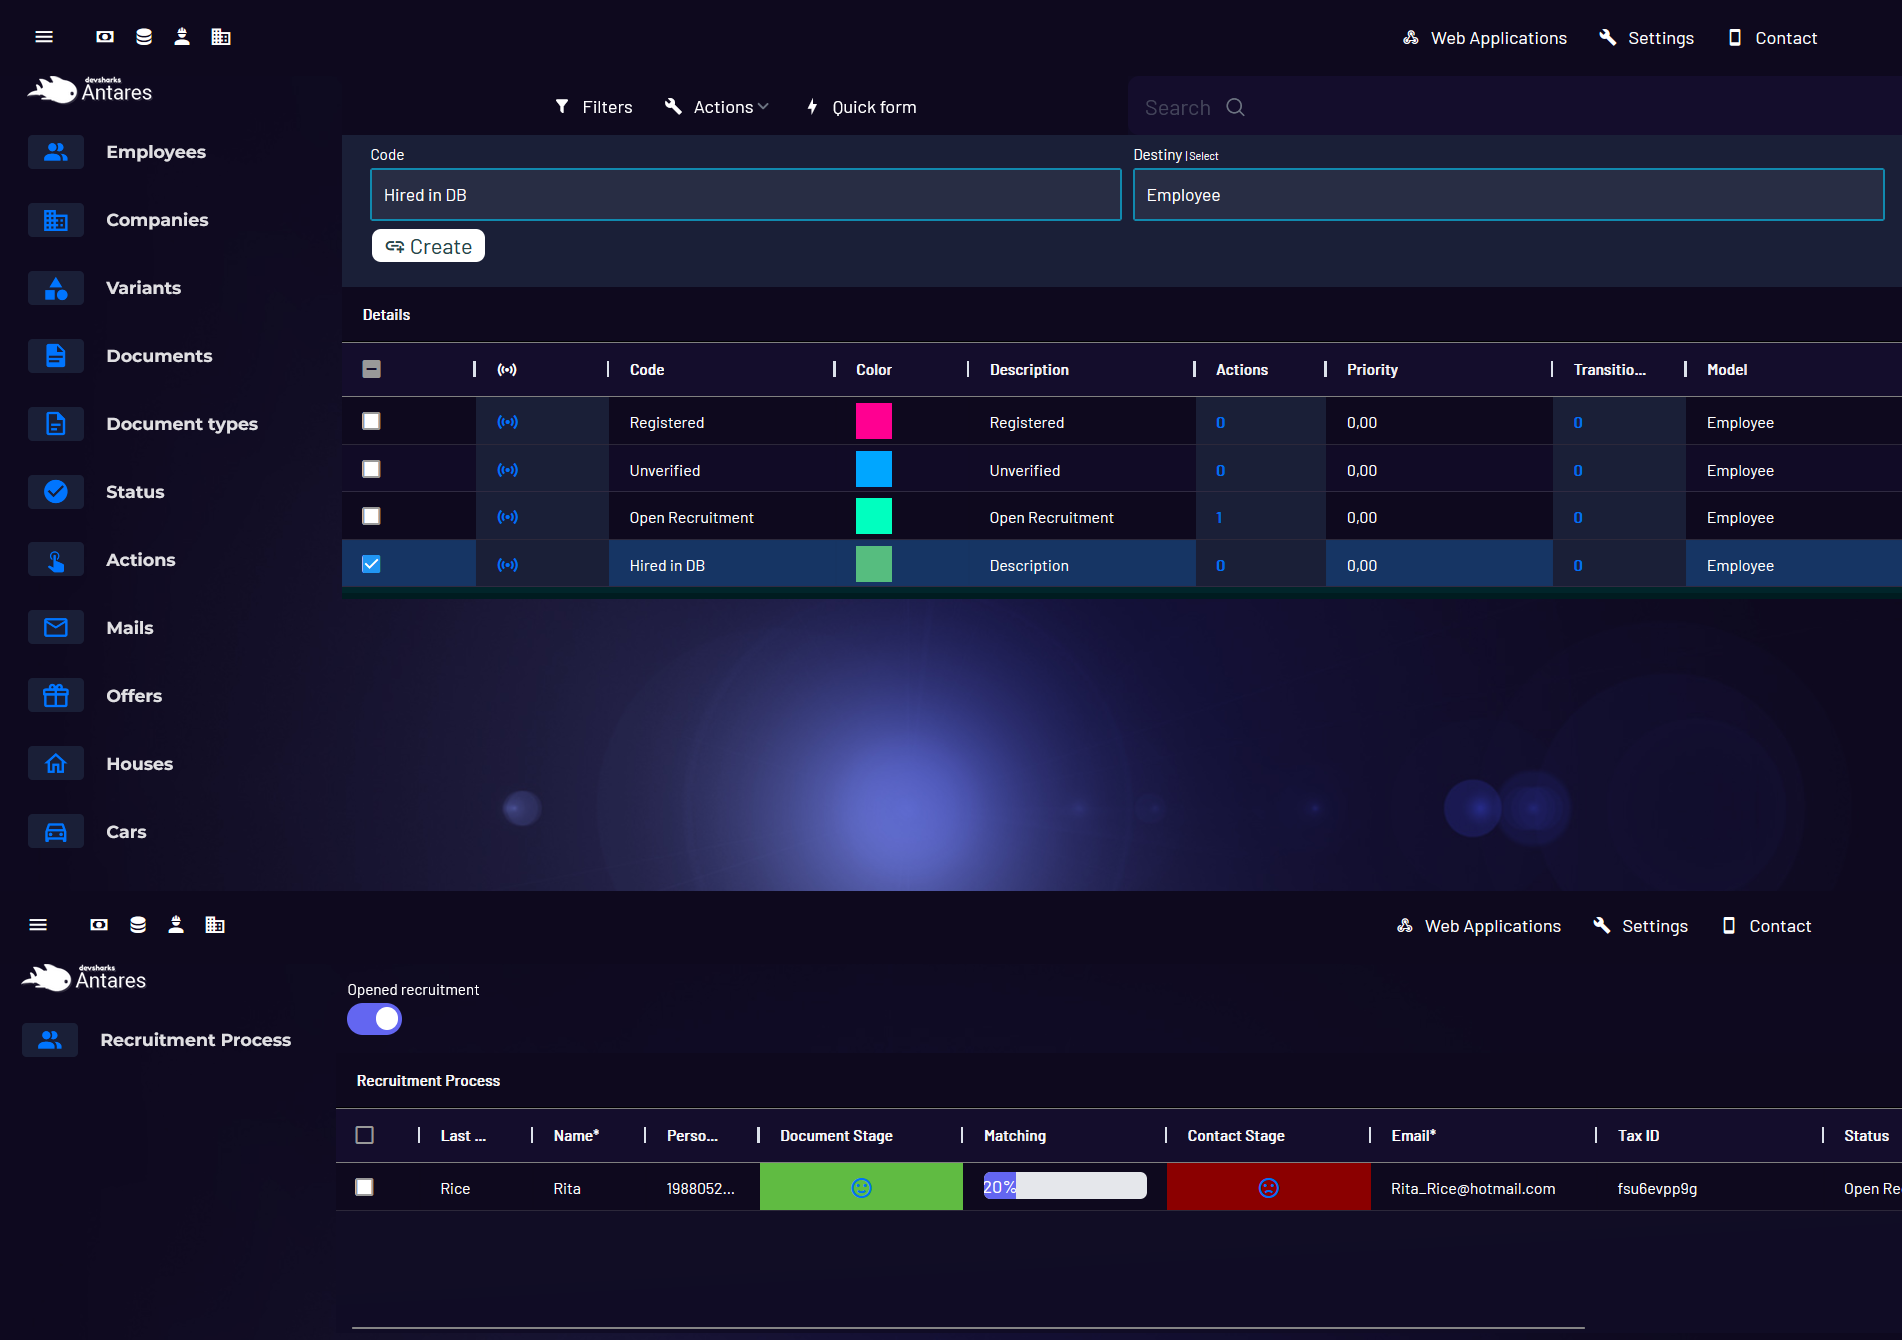 Web Applications Settings Contact
devsharks
Antares
Filters Actions Quick form Search
Employees
Companies
Variants
Documents
Document types
Status
Actions
Mails
Offers
Houses
Cars
Code Destiny | Select
Hired in DB Employee
Create
Details
Code Color Description Actions Priority Transitio... Model
Registered Registered 0 0,00 0 Employee
Unverified Unverified 0 0,00 0 Employee
Open Recruitment Open Recruitment 1 0,00 0 Employee
Hired in DB Description 0 0,00 0 Employee
Web Applications Settings Contact
devsharks
Antares
Recruitment Process
Opened recruitment
Recruitment Process
Last ... Name* Perso... Document Stage Matching Contact Stage Email* Tax ID Status
Rice Rita 1988052... 20% Rita_Rice@hotmail.com fsu6evpp9g Open Re